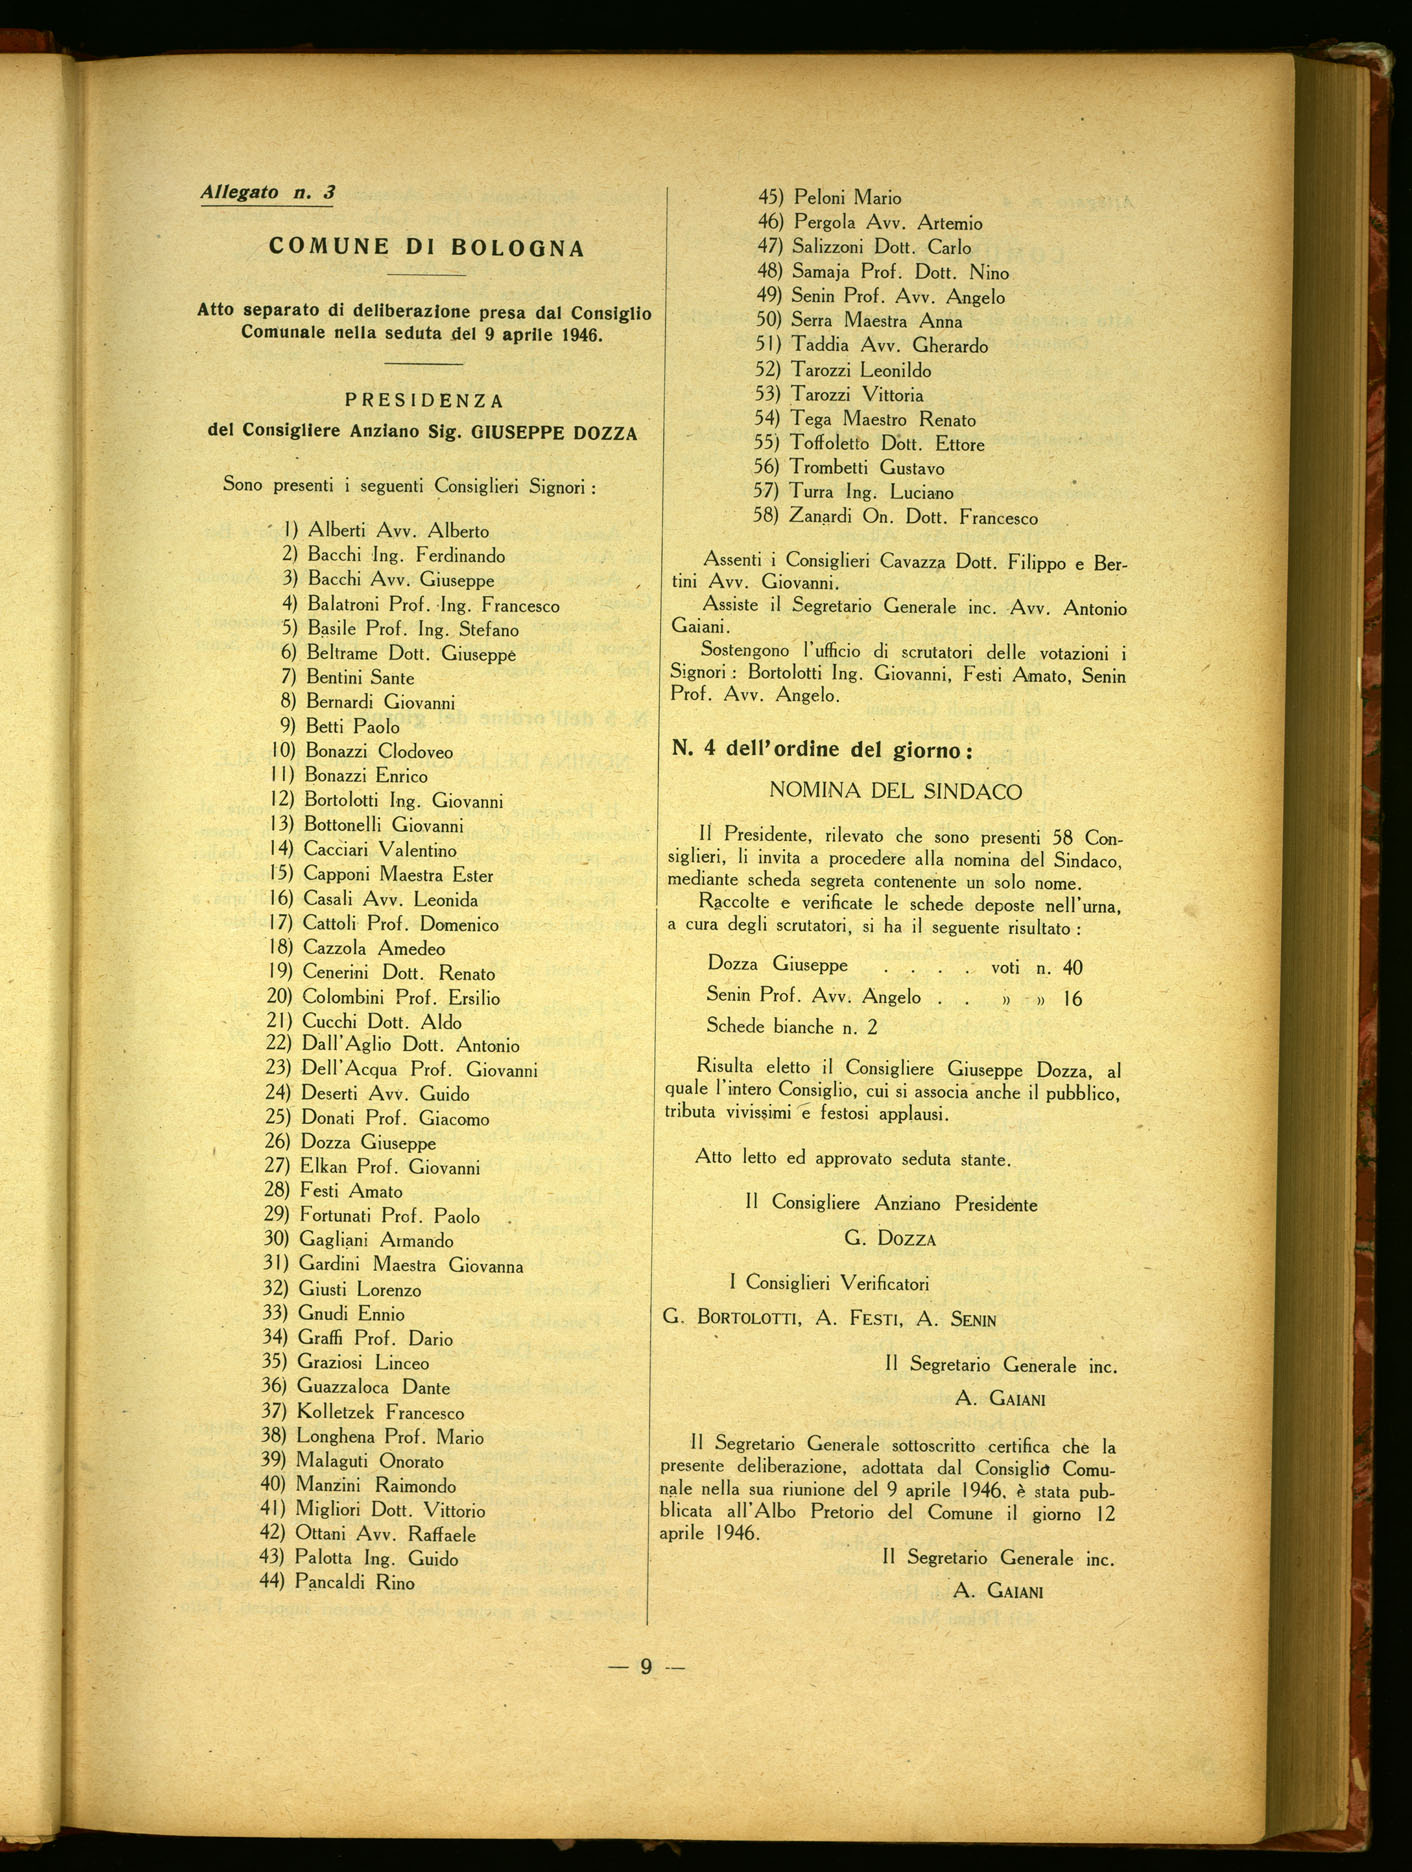 Allegato n. 3
COMUNE DI BOLOGNA
Atto separato di deliberazione presa dal Consiglio
Comunale nella seduta del 9 aprile 1946.
PRESIDENZA
del Consigliere Anziano Sig. GIUSEPPE DOZZA
Sono presenti i seguenti Consiglieri Signori :
1) Alberti Avv. Alberto
2) Bacchi Ing. Ferdinando
3) Bacchi Avv. Giuseppe
4) Balatroni Prof. Ing. Francesco
5) Basile Prof. Ing. Stefano
6) Beltrame Dott. Giuseppe
7) Bentini Sante
8) Bernardi Giovanni
9) Betti Paolo
10) Bonazzi Clodoveo
11) Bonazzi Enrico
12) Bortolotti Ing. Giovanni
13) Bottonelli Giovanni
14) Cacciari Valentino
15) Capponi Maestra Ester
16) Casali Avv. Leonida
17) Cattoli Prof. Domenico
18) Cazzola Amedeo
19) Cenerini Dott. Renato
20) Colombini Prof. Ersilio
21) Cucchi Dott. Aldo
22) Dall'Aglio Dott. Antonio
23) Dell'Acqua Prof. Giovanni
24) Deserti Avv. Guido
25) Donati Prof. Giacomo
26) Dozza Giuseppe
27) Elkan Prof. Giovanni
28) Festi Amato
29) Fortunati Prof. Paolo
30) Gagliani Armando
31) Gardini Maestra Giovanna
32) Giusti Lorenzo
33) Gnudi Ennio
34) Graffi Prof. Dario
35) Graziosi Linceo
36) Guazzaloca Dante
37) Kolletzek Francesco
38) Longhena Prof. Mario
39) Malaguti Onorato
40) Manzini Raimondo
41) Migliori Dott. Vittorio
42) Ottani Avv. Raffaele
43) Palotta Ing. Guido
44) Pancaldi Rino
45) Peloni Mario
46) Pergola Avv. Artemio
47) Salizzoni Dott. Carlo
48) Samaja Prof. Dott. Nino
49) Senin Prof. Avv. Angelo
50) Serra Maestra Anna
51) Taddia Avv. Gherardo
52) Tarozzi Leonildo
53) Tarozzi Vittoria
54) Tega Maestro Renato
55) Toffoletto Dott. Ettore
56) Trombetti Gustavo
57) Turra Ing. Luciano
58) Zanardi On. Dott. Francesco
Assenti i Consiglieri Cavazza Dott. Filippo e Ber-
tini Avv. Giovanni.
Assiste il Segretario Generale inc. Avv. Antonio
Gaiani.
Sostengono l'ufficio di scrutatori delle votazioni i
Signori : Bortolotti Ing. Giovanni, Festi Amato, Senin
Prof. Avv. Angelo.
N. 4 dell'ordine del giorno :
NOMINA DEL SINDACO
Il Presidente, rilevato che sono presenti 58 Con-
siglieri, li invita a procedere alla nomina del Sindaco,
mediante scheda segreta contenente un solo nome.
Raccolte e verificate le schede deposte nell'urna,
a cura degli scrutatori, si ha il seguente risultato :
Dozza Giuseppe . . . . voti n. 40
Senin Prof. Avv. Angelo . . » » 16
Schede bianche n. 2
Risulta eletto il Consigliere Giuseppe Dozza, al
quale l'intero Consiglio, cui si associa anche il pubblico,
tributa vivissimi e festosi applausi.
Atto letto ed approvato seduta stante.
Il Consigliere Anziano Presidente
G. DOZZA
I Consiglieri Verificatori
G. BORTOLOTTI, A. FESTI, A. SENIN
Il Segretario Generale inc.
A. GAIANI
Il Segretario Generale sottoscritto certifica che la
presente deliberazione, adottata dal Consiglio Comu-
nale nella sua riunione del 9 aprile 1946, è stata pub-
blicata all'Albo Pretorio del Comune il giorno 12
aprile 1946.
Il Segretario Generale inc.
A. GAIANI
— 9 —